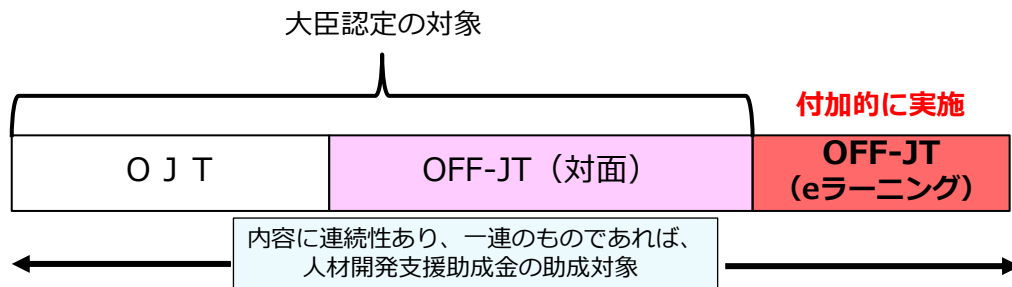 大臣認定の対象
付加的に実施
ＯＪＴ
OFF-JT（対面）
OFF-JT
（eラーニング）
内容に連続性あり、一連のものであれば、
人材開発支援助成金の助成対象